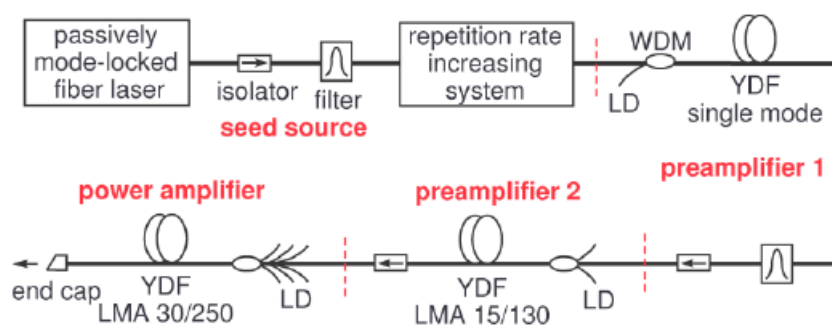 passively
mode-locked
fiber laser
isolator
filter
seed source
repetition rate
increasing
system
WDM
LD
YDF
single mode
preamplifier 1
power amplifier
preamplifier 2
end cap
YDF
LMA 30/250
LD
YDF
LMA 15/130
LD